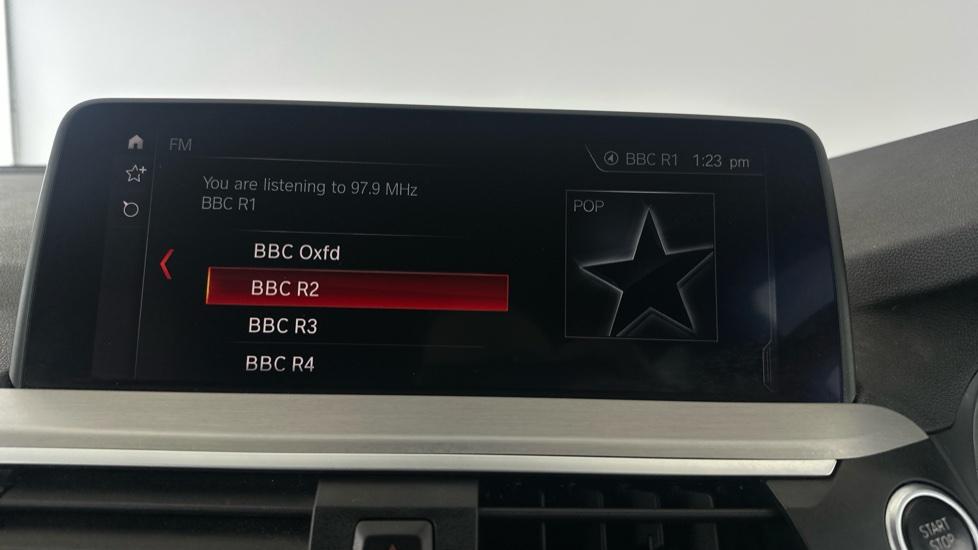 FM
BBC R1 1:23 pm
You are listening to 97.9 MHz
BBC R1
POP
BBC Oxfd
BBC R2
BBC R3
BBC R4
START
STOP